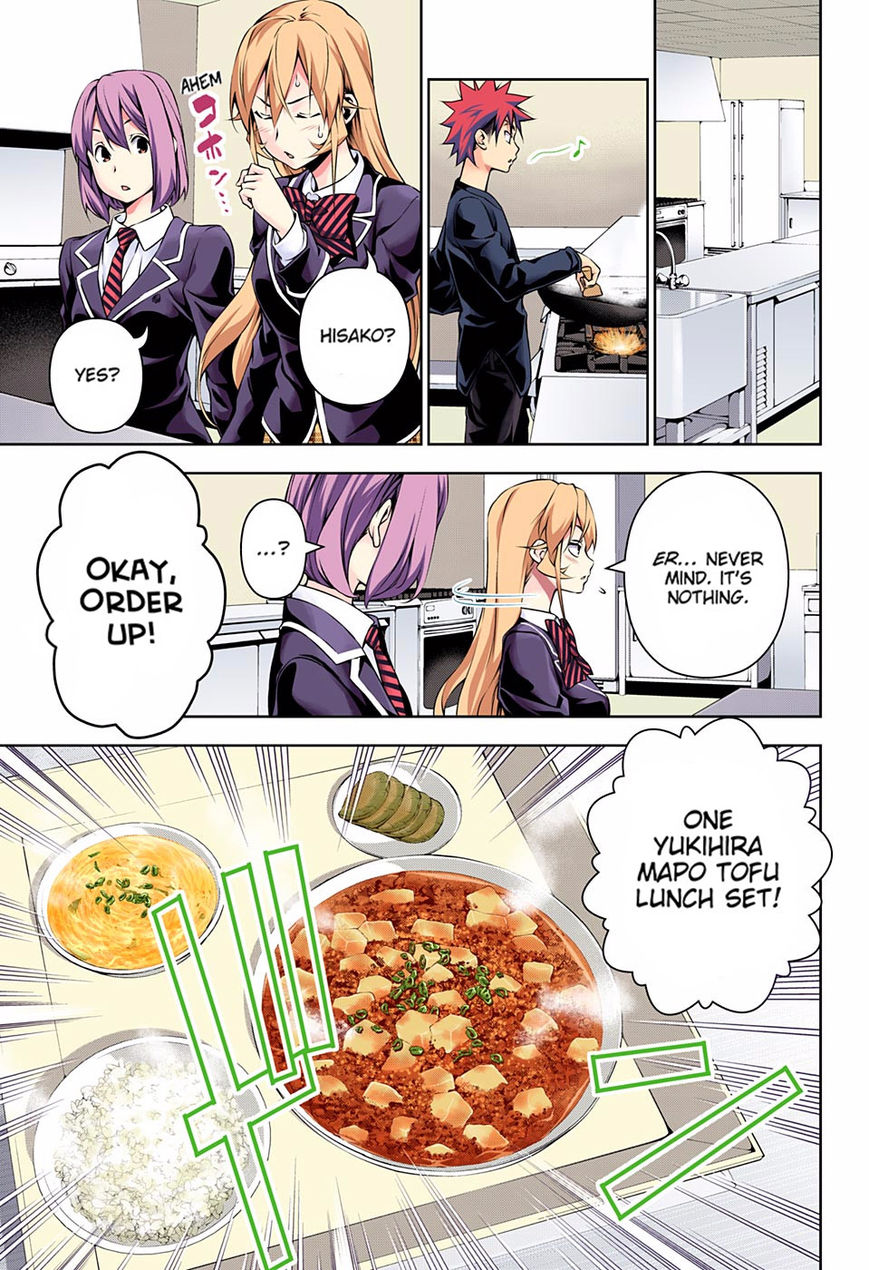 AHEM
コホン…
HISAKO?
YES?
ER... NEVER
MIND. IT'S
NOTHING.
...?
OKAY,
ORDER
UP!
ONE
YUKIHIRA
MAPO TOFU
LUNCH SET!